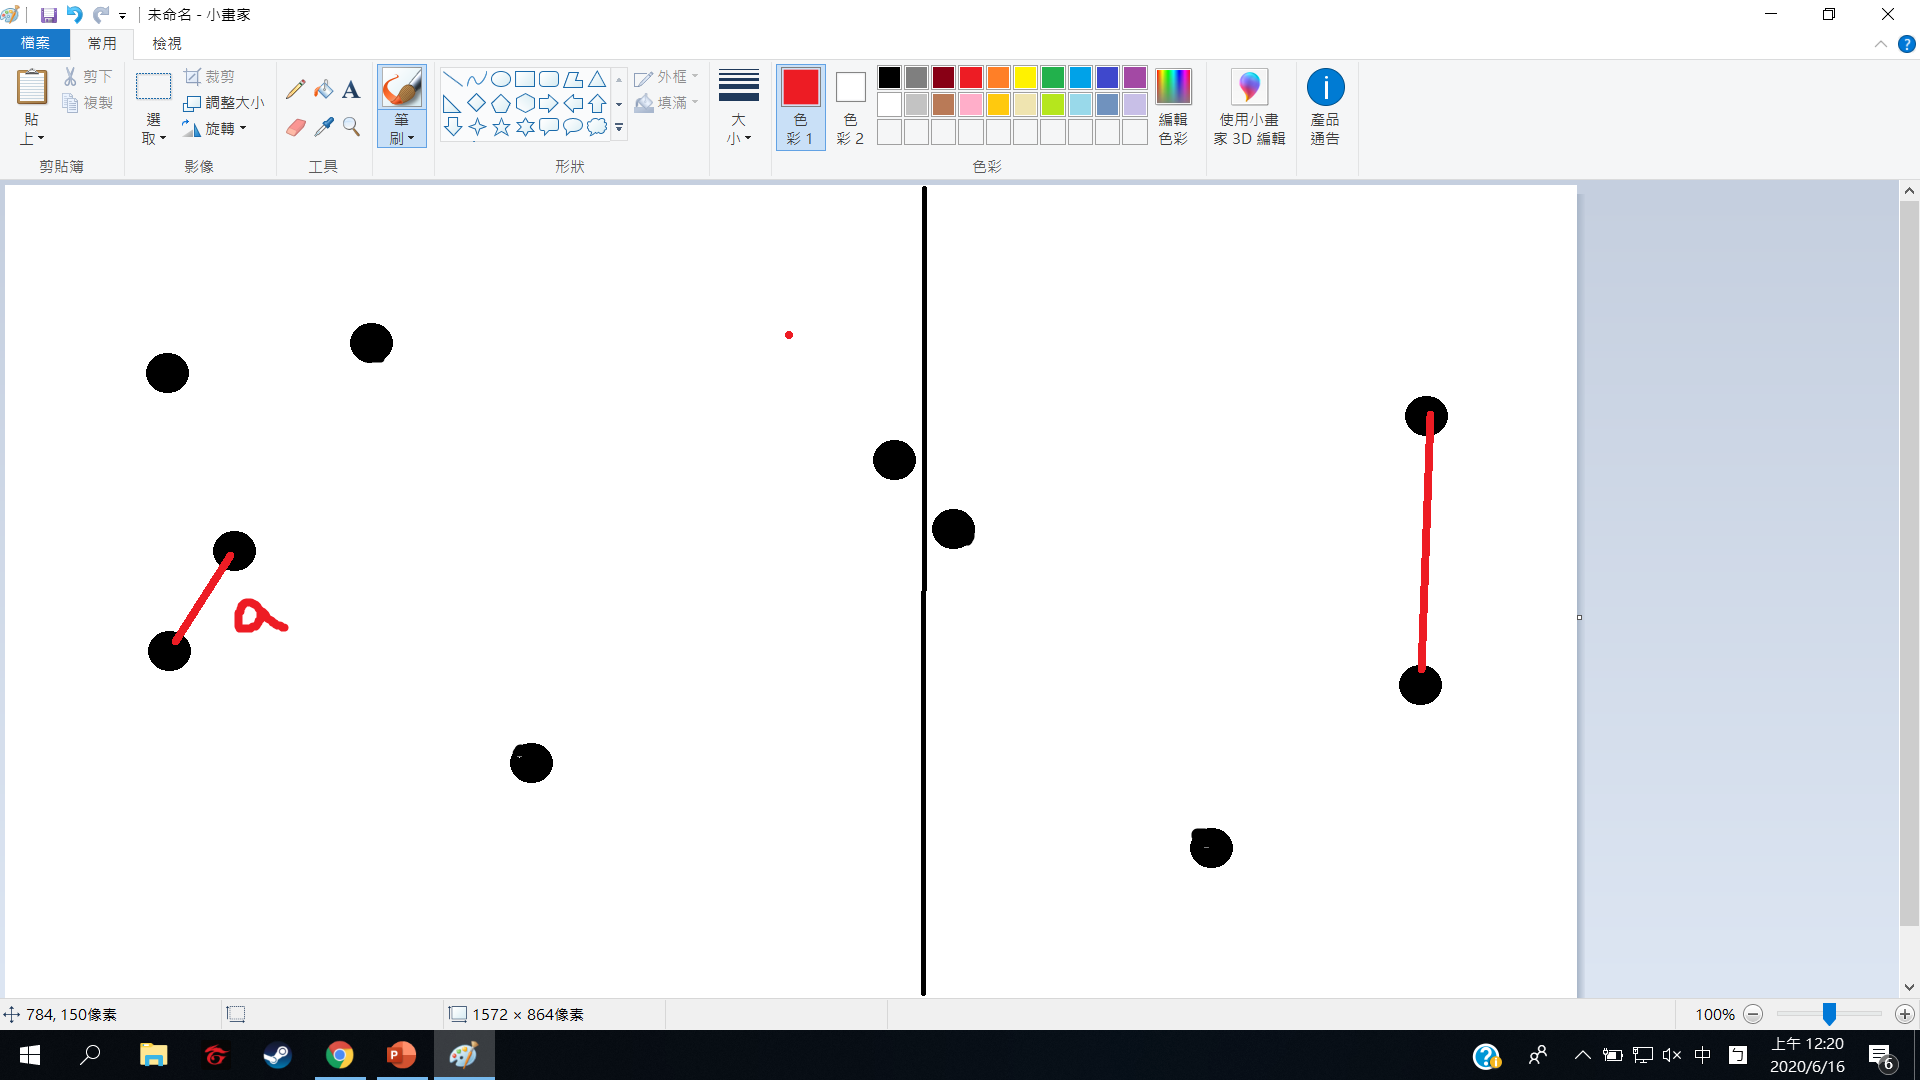 未命名 - 小畫家
檔案 常用 檢視
貼上
剪下
複製
剪貼簿
選取
裁剪
調整大小
旋轉
影像
A
工具
筆刷
外框
填滿
形狀
大小
色彩 1
色彩 2
編輯色彩
色彩
使用小畫家 3D 編輯
產品通告
a
784, 150像素
1572 × 864像素
100%
中
ㄅ
上午 12:20
2020/6/16
6